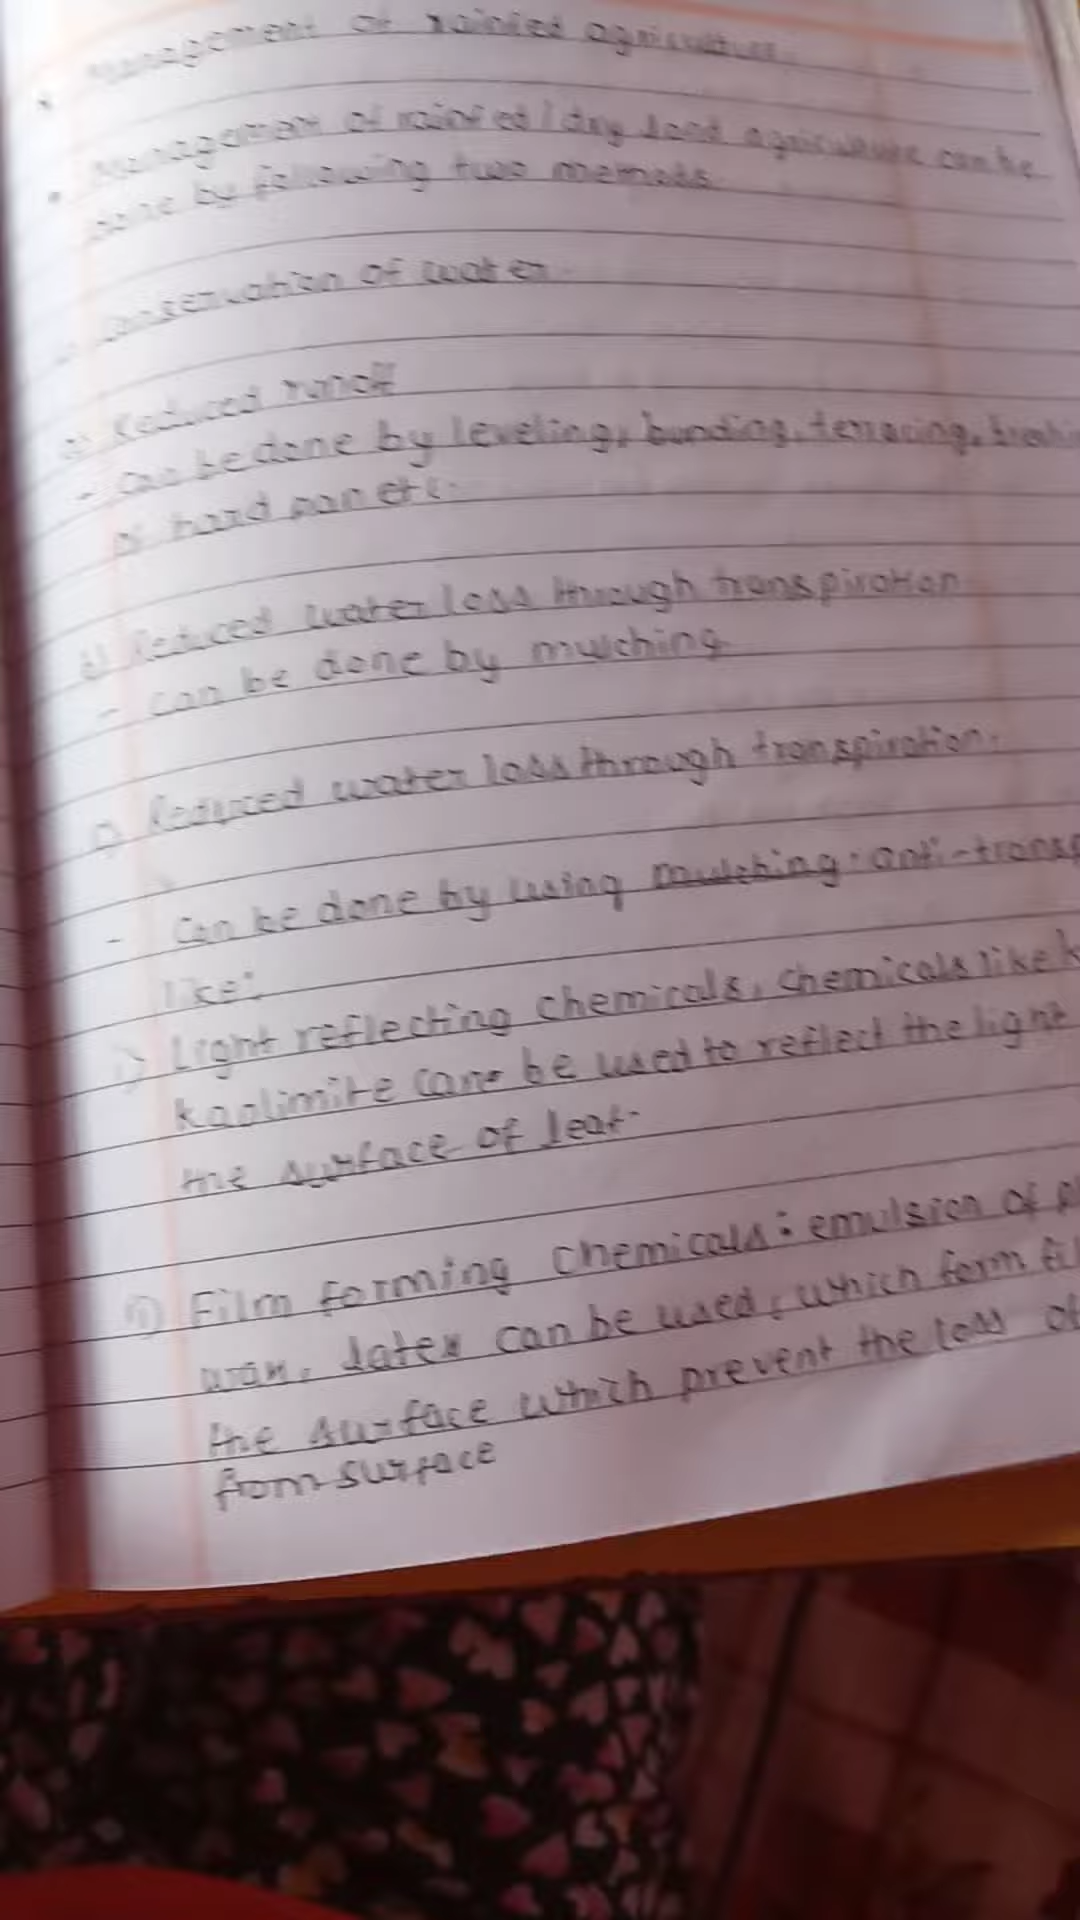 Management of rainfed agriculture.
Management of rainfed / dry land agriculture can be
done by following two methods.
Conservation of water.
a) Reduced runoff
- Can be done by leveling, bunding, terracing,
of hard pan etc.
b) Reduced water loss through transpiration
- can be done by mulching
c) Reduced water loss through transpiration.
- Can be done by using mulching. anti-transp
like:
i) Light reflecting chemicals, chemicals like k
kaolimite can be used to reflect the light
the surface of leaf.
ii) Film forming chemicals: emulsion of
wax, latex can be used, which form fil
the surface which prevent the loss of
from surface